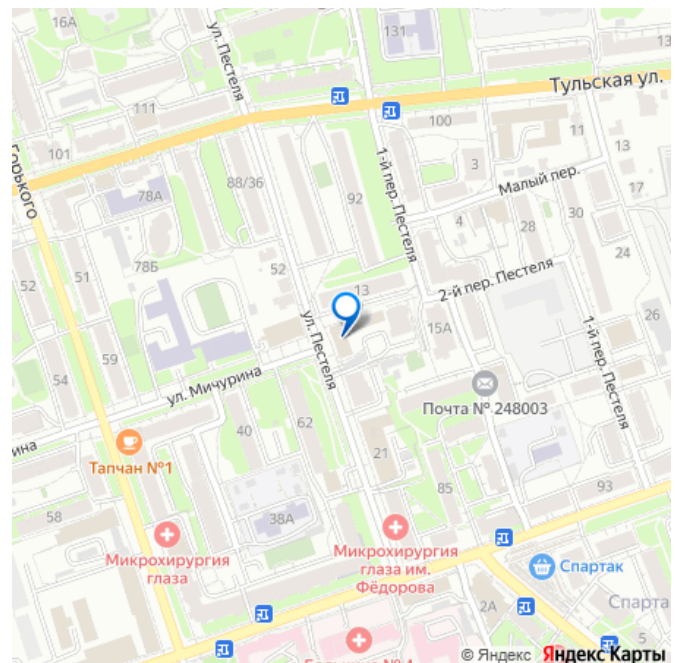 16А
ул. Пестеля
131
13
Тульская ул.
111
100
11
101
Горького
1-й пер. Пестеля
3
13
88/36
92
78А
Малый пер.
17
4
28
30
24
78Б
52
51
52
13
2-й пер. Пестеля
ул. Пестеля
15А
26
59
1-й пер. Пестеля
54
ул. Мичурина
Почта № 248003
62
40
ина
Тапчан №1
21
85
93
58
38А
Микрохирургия
глаза
Микрохирургия
глаза им.
Фёдорова
Спартак
2А
Спарта
5
© Яндекс Яндекс Карты